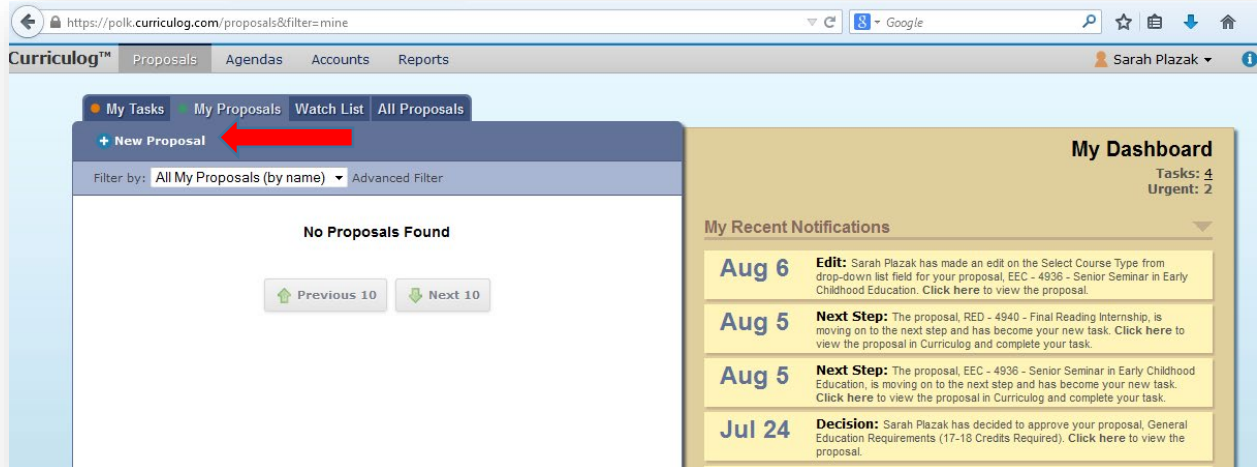 https://polk.curriculog.com/proposals&filter=mine
8 Google
Curriculog™ Proposals Agendas Accounts Reports Sarah Plazak
My Tasks My Proposals Watch List All Proposals
New Proposal
Filter by: All My Proposals (by name) Advanced Filter
No Proposals Found
Previous 10 Next 10
My Dashboard
Tasks: 4
Urgent: 2
My Recent Notifications
Aug 6
Edit: Sarah Plazak has made an edit on the Select Course Type from
drop-down list field for your proposal, EEC - 4936 - Senior Seminar in Early
Childhood Education. Click here to view the proposal.
Aug 5
Next Step: The proposal, RED - 4940 - Final Reading Internship, is
moving on to the next step and has become your new task. Click here to
view the proposal in Curriculog and complete your task.
Aug 5
Next Step: The proposal, EEC - 4936 - Senior Seminar in Early Childhood
Education, is moving on to the next step and has become your new task.
Click here to view the proposal in Curriculog and complete your task.
Jul 24
Decision: Sarah Plazak has decided to approve your proposal, General
Education Requirements (17-18 Credits Required). Click here to view the
proposal.